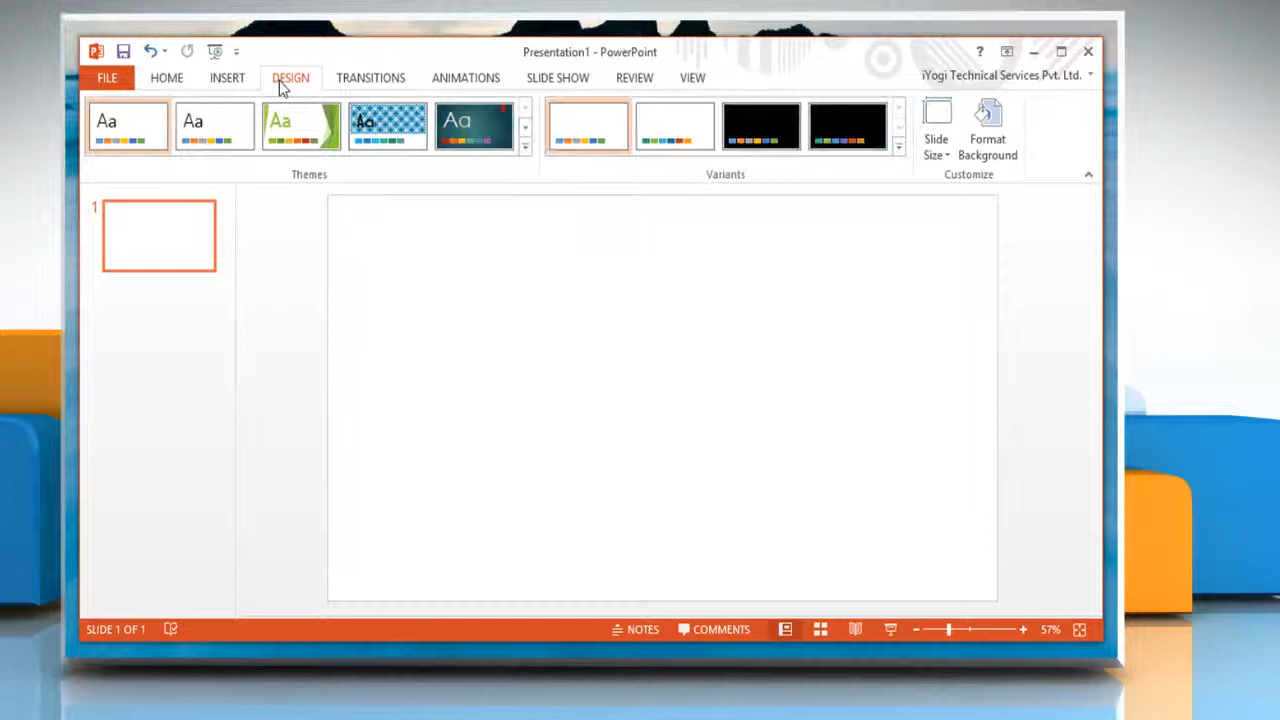 Presentation1 - PowerPoint
FILE HOME INSERT DESIGN TRANSITIONS ANIMATIONS SLIDE SHOW REVIEW VIEW iYogi Technical Services Pvt. Ltd.
Aa Aa Aa Aa Aa
Slide Size
Format Background
Themes Variants Customize
1
SLIDE 1 OF 1 NOTES COMMENTS 57%